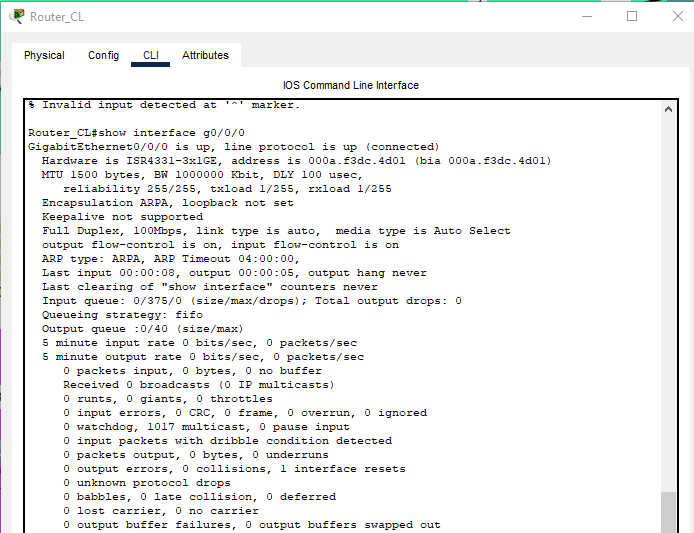 Router_CL
Physical Config CLI Attributes
IOS Command Line Interface
% Invalid input detected at '^' marker.
Router_CL#show interface g0/0/0
GigabitEthernet0/0/0 is up, line protocol is up (connected)
Hardware is ISR4331-3x1GE, address is 000a.f3dc.4d01 (bia 000a.f3dc.4d01)
MTU 1500 bytes, BW 1000000 Kbit, DLY 100 usec,
reliability 255/255, txload 1/255, rxload 1/255
Encapsulation ARPA, loopback not set
Keepalive not supported
Full Duplex, 100Mbps, link type is auto, media type is Auto Select
output flow-control is on, input flow-control is on
ARP type: ARPA, ARP Timeout 04:00:00,
Last input 00:00:08, output 00:00:05, output hang never
Last clearing of "show interface" counters never
Input queue: 0/375/0 (size/max/drops); Total output drops: 0
Queueing strategy: fifo
Output queue :0/40 (size/max)
5 minute input rate 0 bits/sec, 0 packets/sec
5 minute output rate 0 bits/sec, 0 packets/sec
0 packets input, 0 bytes, 0 no buffer
Received 0 broadcasts (0 IP multicasts)
0 runts, 0 giants, 0 throttles
0 input errors, 0 CRC, 0 frame, 0 overrun, 0 ignored
0 watchdog, 1017 multicast, 0 pause input
0 input packets with dribble condition detected
0 packets output, 0 bytes, 0 underruns
0 output errors, 0 collisions, 1 interface resets
0 unknown protocol drops
0 babbles, 0 late collision, 0 deferred
0 lost carrier, 0 no carrier
0 output buffer failures, 0 output buffers swapped out